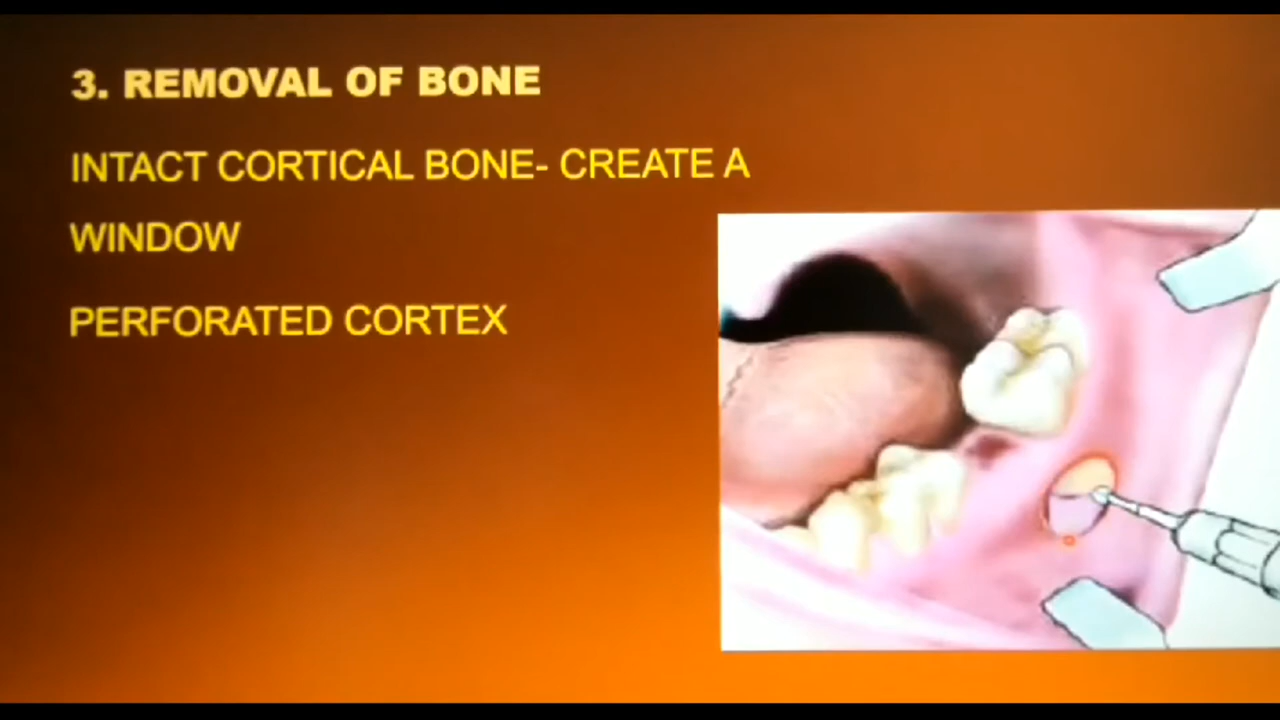 3. REMOVAL OF BONE
INTACT CORTICAL BONE- CREATE A
WINDOW
PERFORATED CORTEX